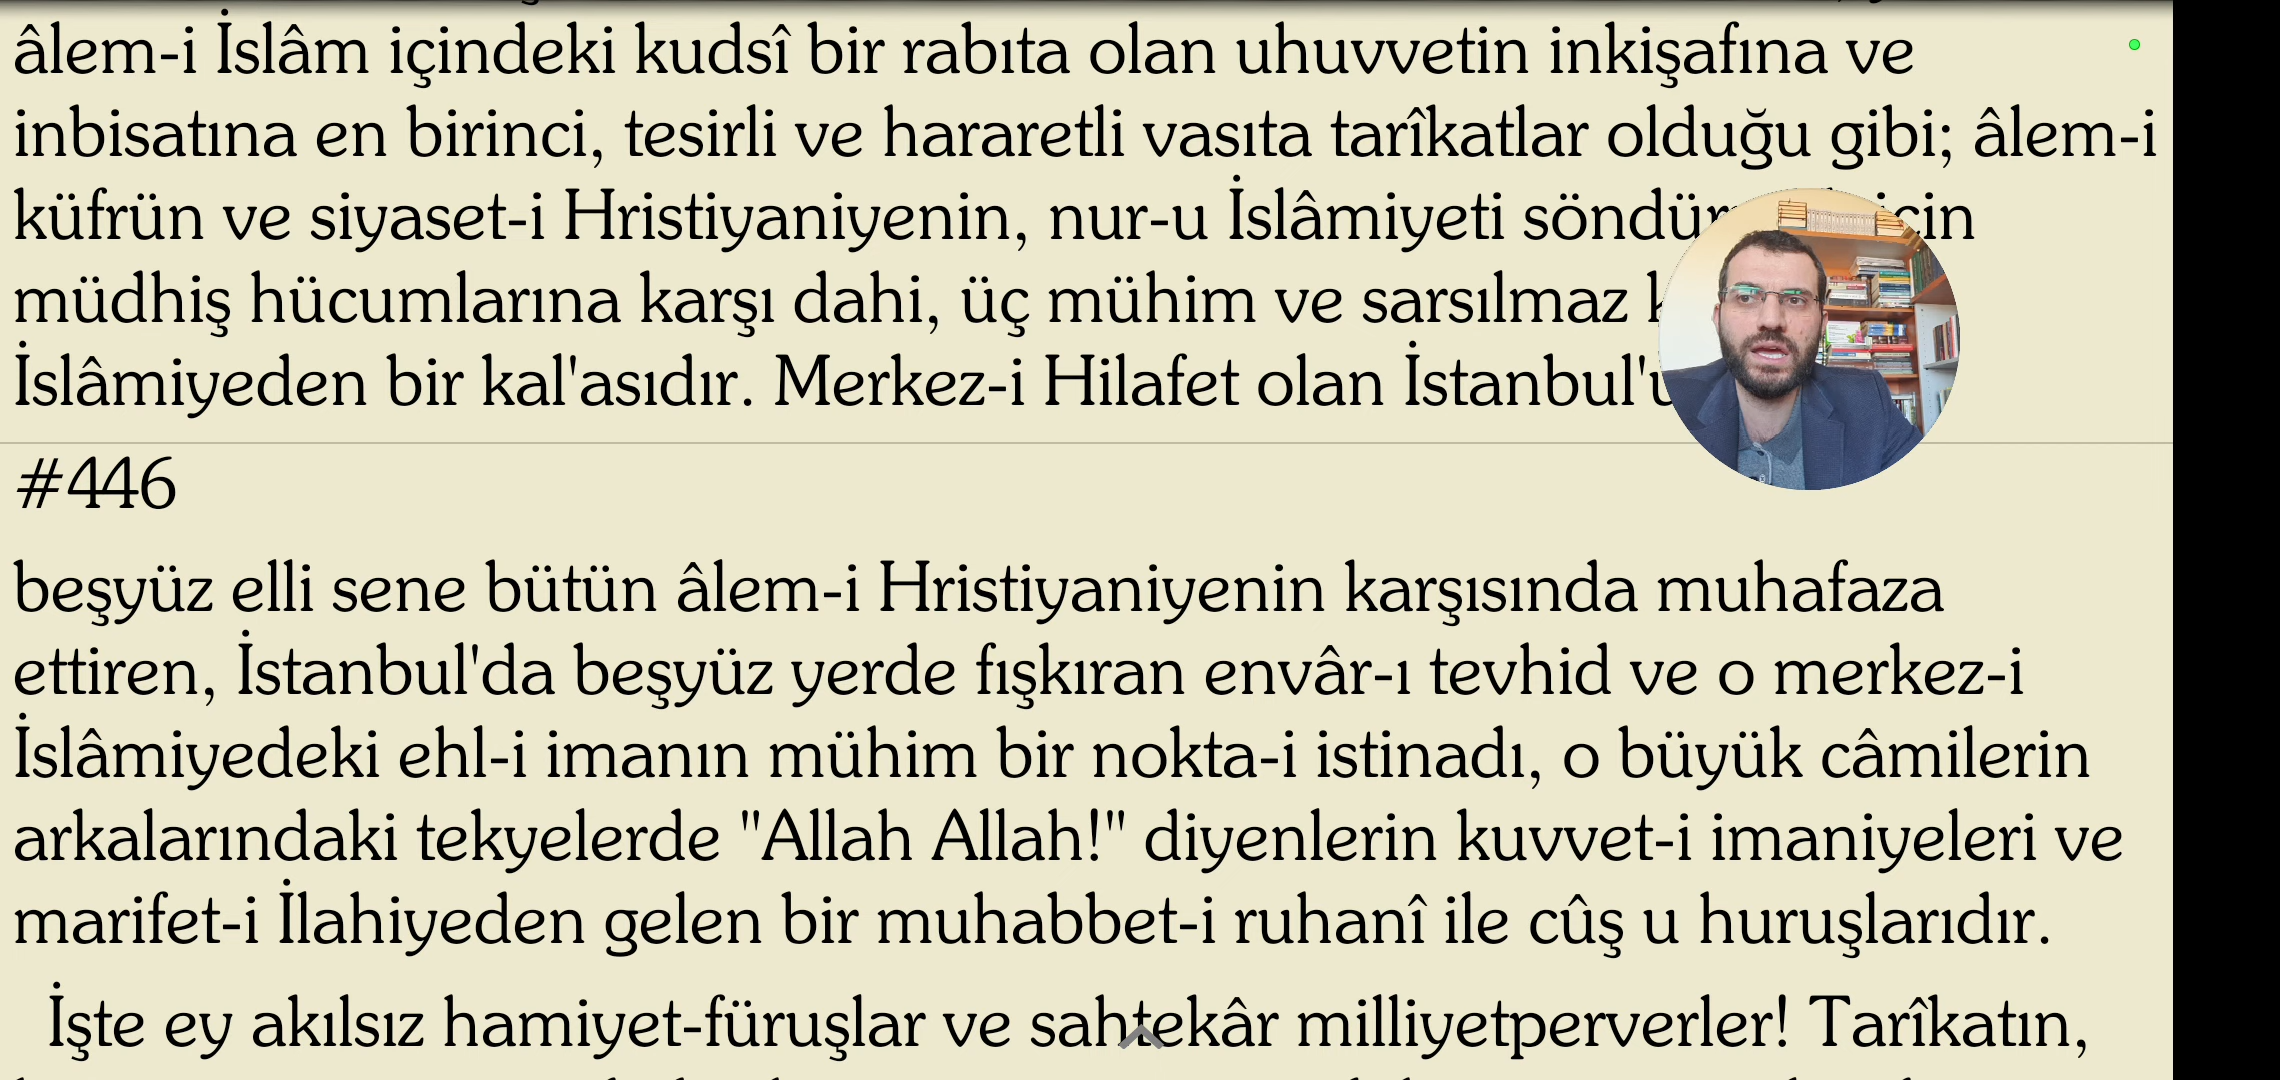 âlem-i İslâm içindeki kudsî bir rabıta olan uhuvvetin inkişafına ve
inbisatına en birinci, tesirli ve hararetli vasıta tarîkatlar olduğu gibi; âlem-i
küfrün ve siyaset-i Hristiyaniyenin, nur-u İslâmiyeti için
müdhiş hücumlarına karşı dahi, üç mühim ve sarsılmaz
İslâmiyeden bir kal'asıdır. Merkez-i Hilafet olan
#446
beşyüz elli sene bütün âlem-i Hristiyaniyenin karşısında muhafaza
ettiren, İstanbul'da beşyüz yerde fışkıran envâr-ı tevhid ve o merkez-i
İslâmiyedeki ehl-i imanın mühim bir nokta-i istinadı, o büyük câmilerin
arkalarındaki tekyelerde "Allah Allah!" diyenlerin kuvvet-i imaniyeleri ve
marifet-i İlahiyeden gelen bir muhabbet-i ruhanî ile cûş u huruşlarıdır.
İşte ey akılsız hamiyet-füruşlar ve sahtekâr milliyetperverler! Tarîkatın,